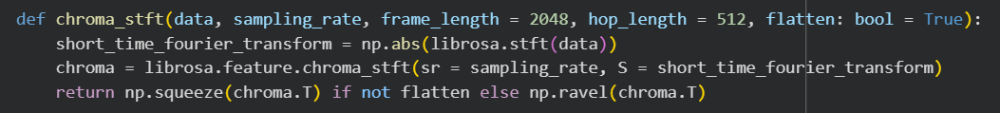 def chroma_stft(data, sampling_rate, frame_length = 2048, hop_length = 512, flatten: bool = True):
    short_time_fourier_transform = np.abs(librosa.stft(data))
    chroma = librosa.feature.chroma_stft(sr = sampling_rate, S = short_time_fourier_transform)
    return np.squeeze(chroma.T) if not flatten else np.ravel(chroma.T)